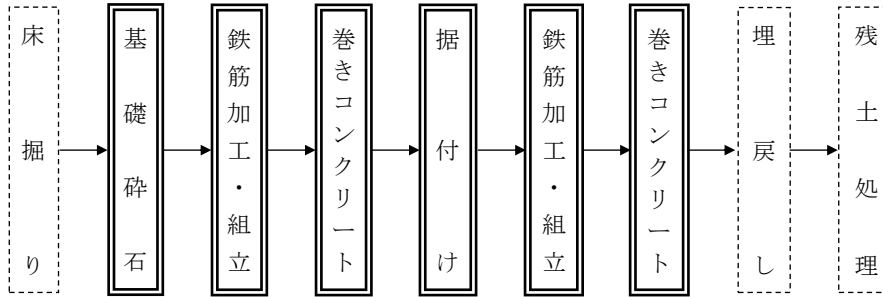 床掘り
基礎砕石
鉄筋加工・組立
巻きコンクリート
据付け
鉄筋加工・組立
巻きコンクリート
埋戻し
残土処理